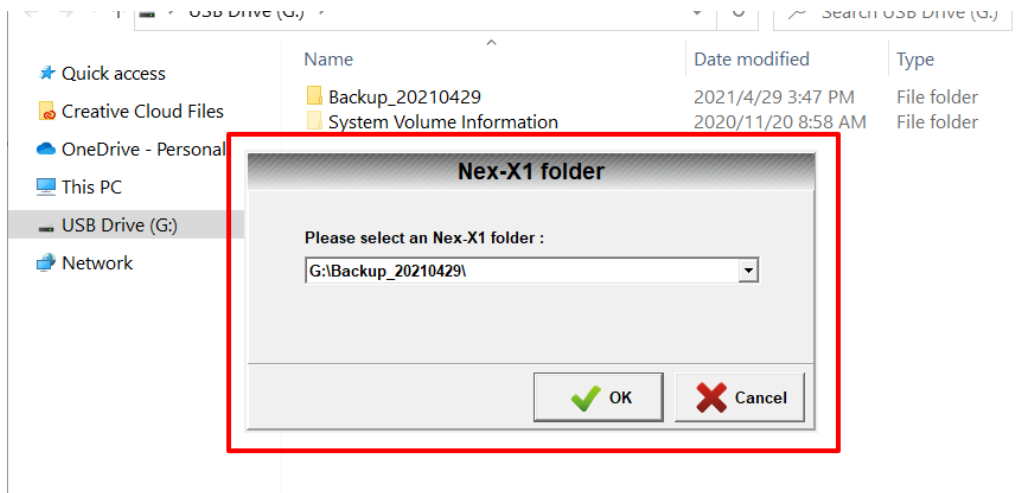 USB Drive (G:)
Search USB Drive (G:)
Name Date modified Type
Quick access
Creative Cloud Files
OneDrive - Personal
This PC
USB Drive (G:)
Network
Backup_20210429 2021/4/29 3:47 PM File folder
System Volume Information 2020/11/20 8:58 AM File folder
Nex-X1 folder
Please select an Nex-X1 folder :
G:\Backup_20210429\
OK Cancel